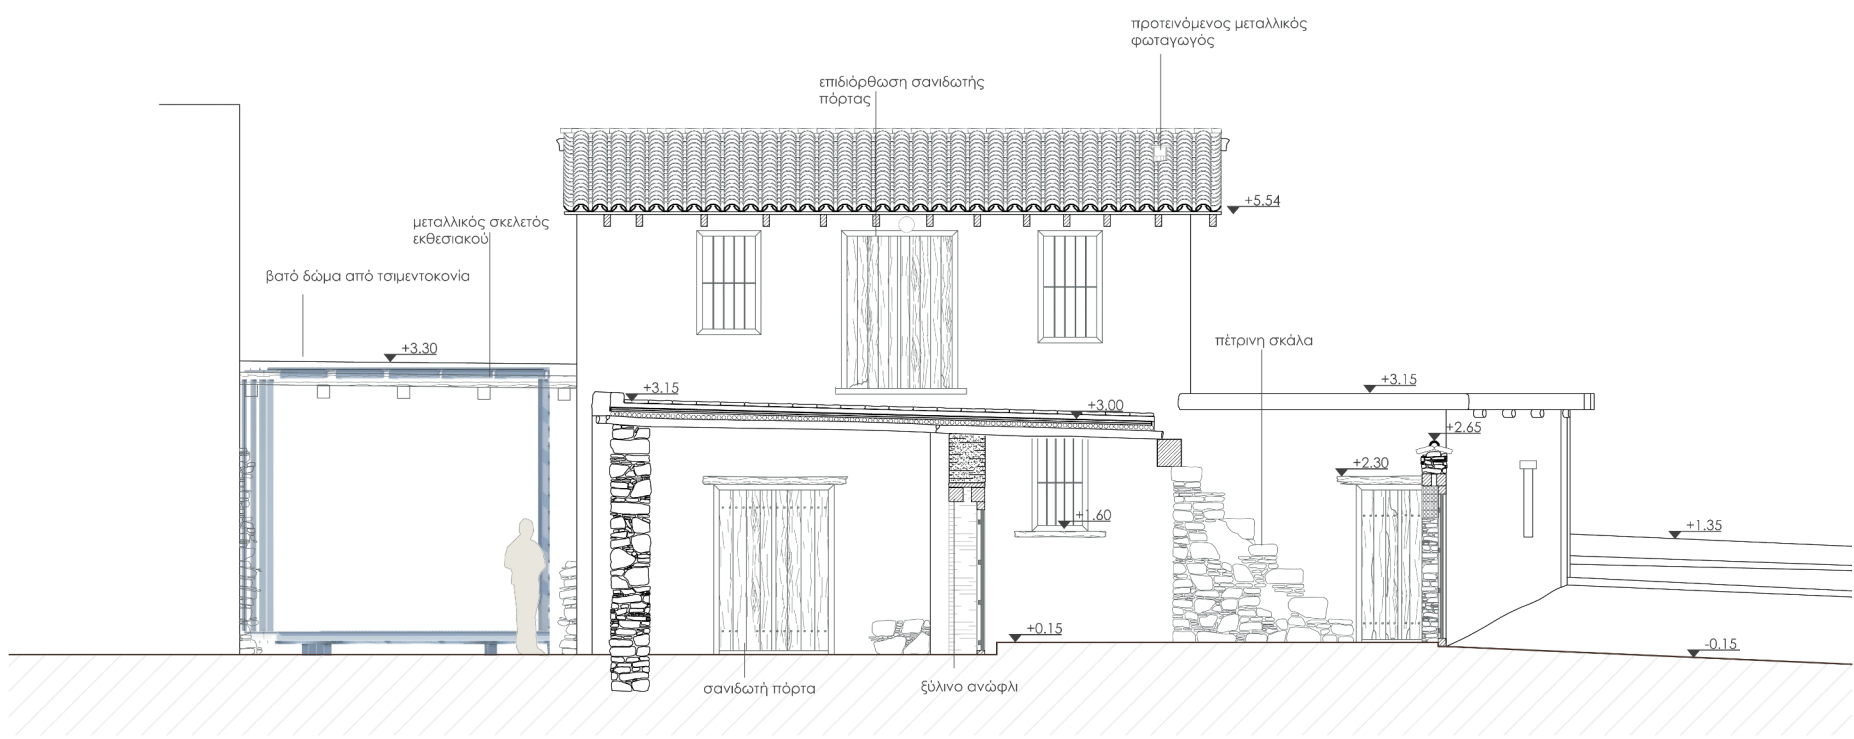 προτεινόμενος μεταλλικός
φωταγωγός
επιδιόρθωση σανιδωτής
πόρτας
+5.54
μεταλλικός σκελετός
εκθεσιακού
βατό δώμα από τσιμεντοκονία
+3.30
πέτρινη σκάλα
+3.15
+3.15
+3.00
+2.65
+2.30
+1.60
+1.35
+0.15
-0.15
σανιδωτή πόρτα
ξύλινο ανώφλι